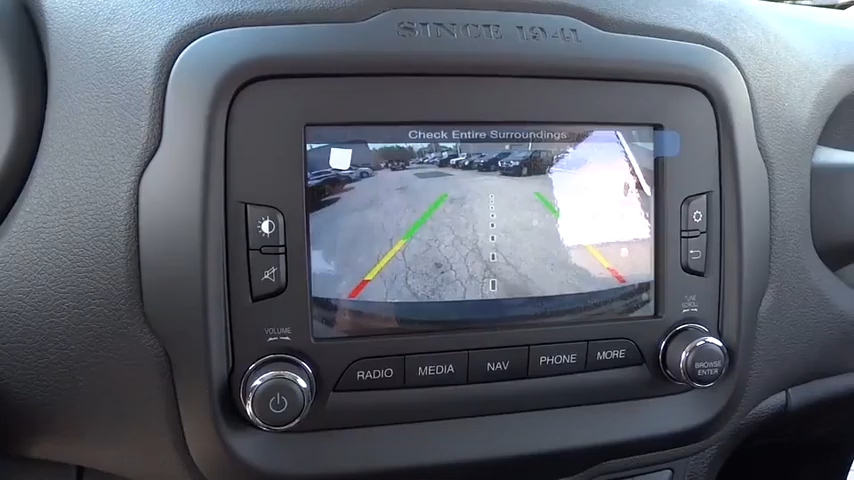 SINCE 1941
Check Entire Surroundings
VOLUME
TUNE
SCROLL
RADIO
MEDIA
NAV
PHONE
MORE
BROWSE
ENTER